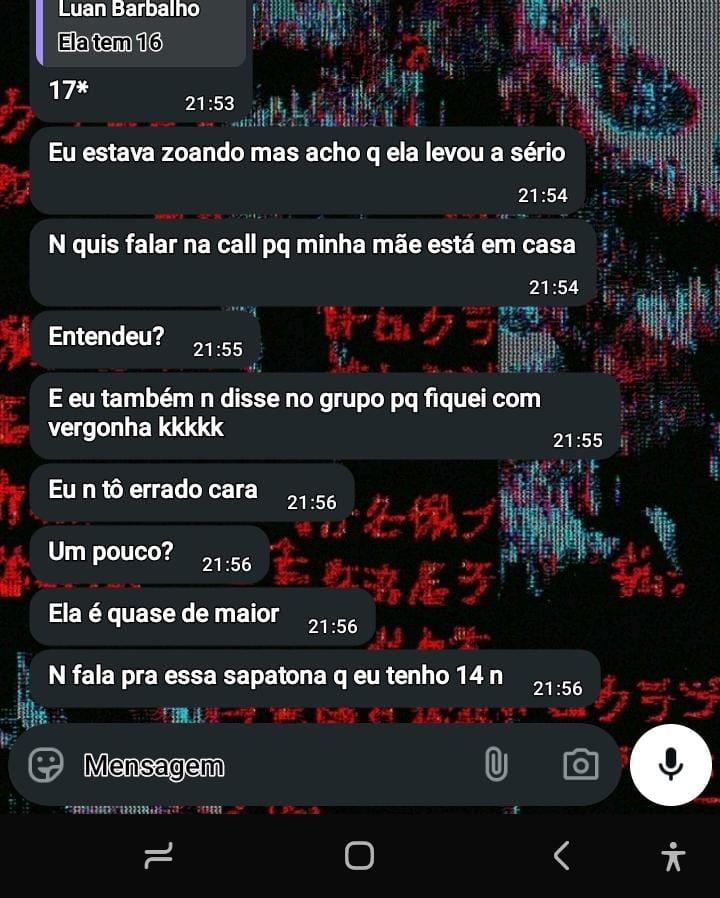 Luan Barbalho
Ela tem 16
17*
21:53
Eu estava zoando mas acho q ela levou a sério
21:54
N quis falar na call pq minha mãe está em casa
21:54
Entendeu?
21:55
E eu também n disse no grupo pq fiquei com
vergonha kkkkk
21:55
Eu n tô errado cara
21:56
Um pouco?
21:56
Ela é quase de maior
21:56
N fala pra essa sapatona q eu tenho 14 n
21:56
Mensagem